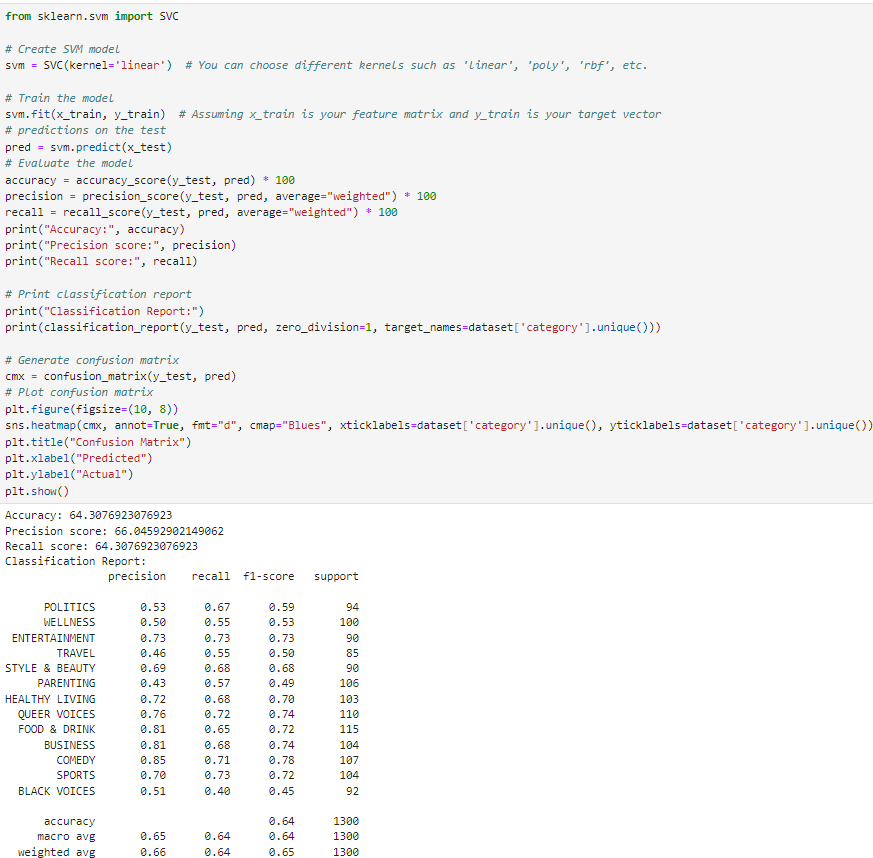 from sklearn.svm import SVC

# Create SVM model
svm = SVC(kernel='linear')  # You can choose different kernels such as 'linear', 'poly', 'rbf', etc.

# Train the model
svm.fit(x_train, y_train)  # Assuming x_train is your feature matrix and y_train is your target vector
# predictions on the test
pred = svm.predict(x_test)
# Evaluate the model
accuracy = accuracy_score(y_test, pred) * 100
precision = precision_score(y_test, pred, average="weighted") * 100
recall = recall_score(y_test, pred, average="weighted") * 100
print("Accuracy:", accuracy)
print("Precision score:", precision)
print("Recall score:", recall)

# Print classification report
print("Classification Report:")
print(classification_report(y_test, pred, zero_division=1, target_names=dataset['category'].unique()))

# Generate confusion matrix
cmx = confusion_matrix(y_test, pred)
# Plot confusion matrix
plt.figure(figsize=(10, 8))
sns.heatmap(cmx, annot=True, fmt="d", cmap="Blues", xticklabels=dataset['category'].unique(), yticklabels=dataset['category'].unique())
plt.title("Confusion Matrix")
plt.xlabel("Predicted")
plt.ylabel("Actual")
plt.show()
Accuracy: 64.3076923076923
Precision score: 66.04592902149062
Recall score: 64.3076923076923
Classification Report:
precision recall f1-score support

POLITICS 0.53 0.67 0.59 94
WELLNESS 0.50 0.55 0.53 100
ENTERTAINMENT 0.73 0.73 0.73 90
TRAVEL 0.46 0.55 0.50 85
STYLE & BEAUTY 0.69 0.68 0.68 90
PARENTING 0.43 0.57 0.49 106
HEALTHY LIVING 0.72 0.68 0.70 103
QUEER VOICES 0.76 0.72 0.74 110
FOOD & DRINK 0.81 0.65 0.72 115
BUSINESS 0.81 0.68 0.74 104
COMEDY 0.85 0.71 0.78 107
SPORTS 0.70 0.73 0.72 104
BLACK VOICES 0.51 0.40 0.45 92

accuracy 0.64 1300
macro avg 0.65 0.64 0.64 1300
weighted avg 0.66 0.64 0.65 1300